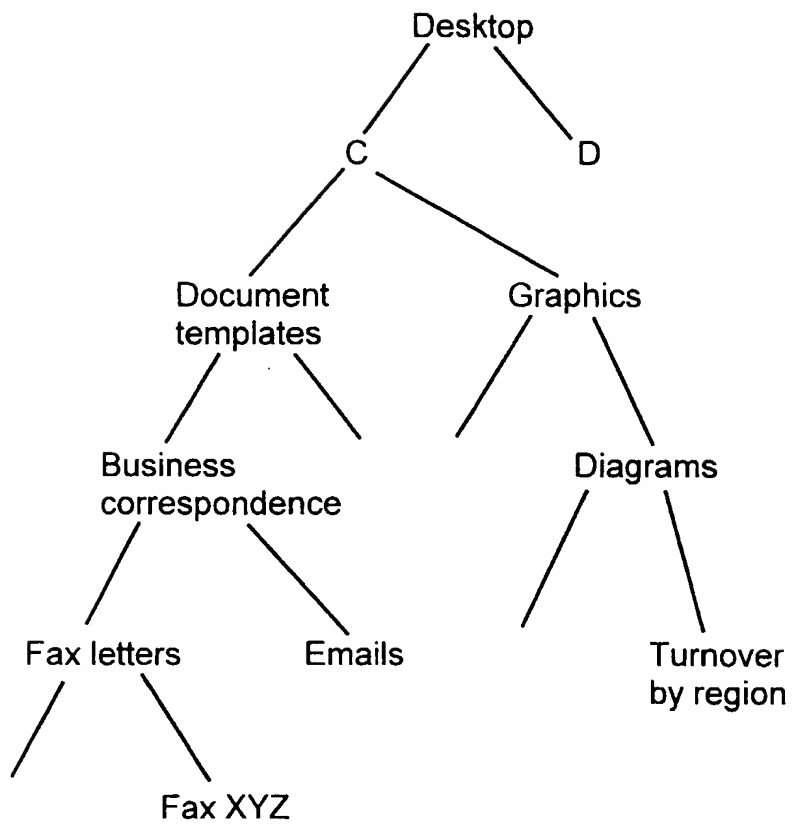 Desktop
C
D
Document
templates
Graphics
Business
correspondence
Diagrams
Fax letters
Emails
Turnover
by region
Fax XYZ